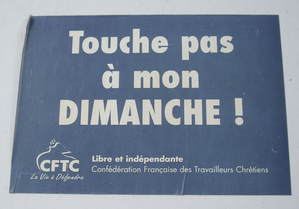 Touche pas
à mon
DIMANCHE !
CFTC
La Vie à Défendre
Libre et indépendante
Confédération Française des Travailleurs Chrétiens